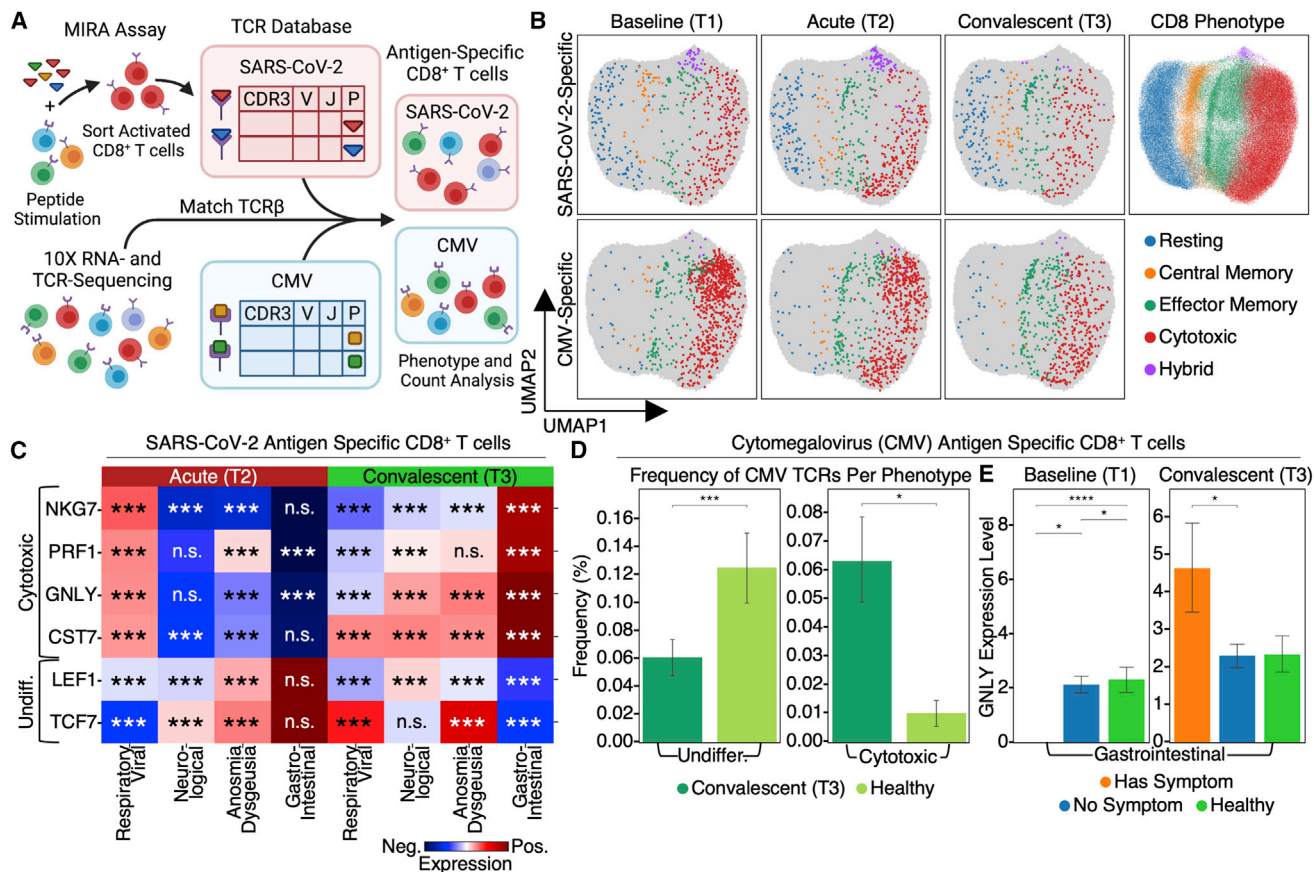 A
MIRA Assay
+
Sort Activated
CD8⁺ T cells
Peptide
Stimulation
TCR Database
SARS-CoV-2
CDR3 V J P
Antigen-Specific
CD8⁺ T cells
SARS-CoV-2
Match TCRβ
10X RNA- and
TCR-Sequencing
CMV
CDR3 V J P
CMV
Phenotype and
Count Analysis
B
Baseline (T1) Acute (T2) Convalescent (T3) CD8 Phenotype
SARS-CoV-2-Specific
CMV-Specific
UMAP2
UMAP1
Resting
Central Memory
Effector Memory
Cytotoxic
Hybrid
C
SARS-CoV-2 Antigen Specific CD8⁺ T cells
Acute (T2) Convalescent (T3)
Cytotoxic
NKG7 *** *** *** n.s. *** *** *** ***
PRF1 *** n.s. *** *** *** *** n.s. ***
GNLY *** n.s. *** *** *** *** *** ***
CST7 *** *** *** n.s. *** *** *** ***
Undiff.
LEF1 *** *** *** n.s. *** *** *** ***
TCF7 *** *** *** n.s. *** n.s. *** ***
Respiratory
Viral
Neuro-
logical
Anosmia
Dysgeusia
Gastro-
Intestinal
Respiratory
Viral
Neuro-
logical
Anosmia
Dysgeusia
Gastro-
Intestinal
Neg. Pos.
Expression
Cytomegalovirus (CMV) Antigen Specific CD8⁺ T cells
D
Frequency of CMV TCRs Per Phenotype
Frequency (%)
***
0.16
0.14
0.12
0.10
0.08
0.06
0.04
0.02
0.00
Undiffer.
*
0.08
0.07
0.06
0.05
0.04
0.03
0.02
0.01
0.00
Cytotoxic
Convalescent (T3) Healthy
E
Baseline (T1) Convalescent (T3)
GNLY Expression Level
****
*
*
8
6
4
2
0
*
6
5
4
3
2
1
0
Gastrointestinal
Has Symptom
No Symptom Healthy